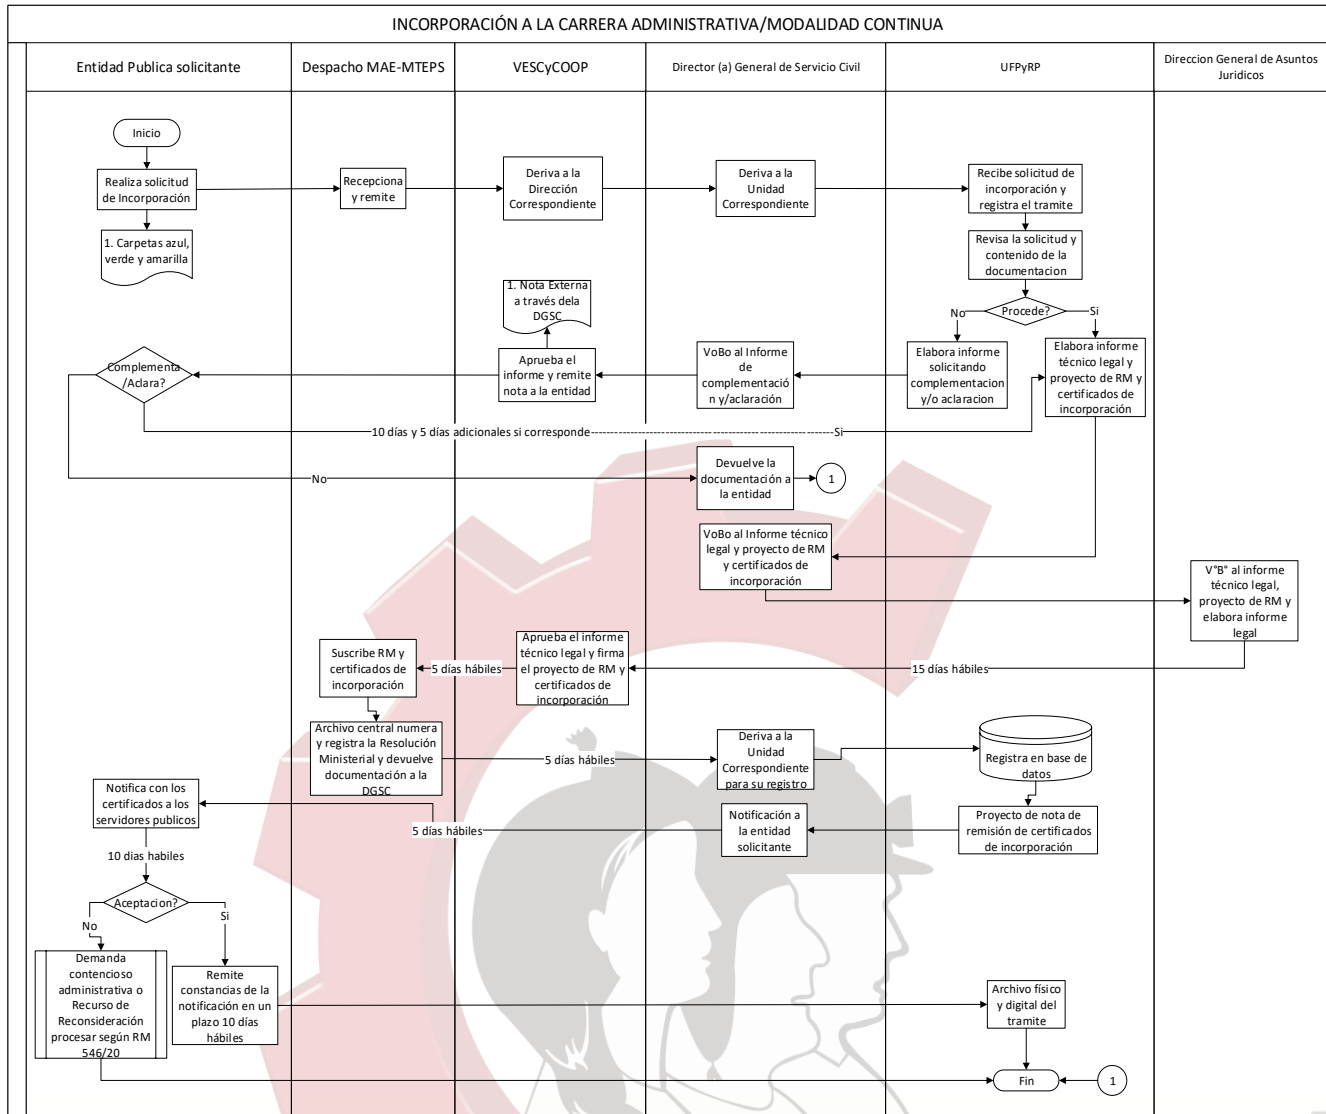 INCORPORACIÓN A LA CARRERA ADMINISTRATIVA/MODALIDAD CONTINUA
Entidad Publica solicitante
Despacho MAE-MTEPS
VESCyCOOP
Director (a) General de Servicio Civil
UFPyRP
Direccion General de Asuntos
Juridicos
Inicio
Realiza solicitud
de Incorporación
1. Carpetas azul,
verde y amarilla
Recepciona
y remite
Deriva a la
Dirección
Correspondiente
Deriva a la
Unidad
Correspondiente
Recibe solicitud de
incorporación y
registra el tramite
Revisa la solicitud y
contenido de la
documentacion
Procede?
No
Si
1. Nota Externa
a través dela
DGSC
Complementa
/Aclara?
Aprueba el
informe y remite
nota a la entidad
VoBo al Informe
de
complementació
n y/aclaración
Elabora informe
solicitando
complementacion
y/o aclaracion
Elabora informe
técnico legal y
proyecto de RM y
certificados de
incorporación
10 días y 5 días adicionales si corresponde
Si
No
Devuelve la
documentación a
la entidad
1
VoBo al Informe técnico
legal y proyecto de RM
y certificados de
incorporación
V°B° al informe
técnico legal,
proyecto de RM y
elabora informe
legal
15 días hábiles
Aprueba el informe
técnico legal y firma
el proyecto de RM y
certificados de
incorporación
5 días hábiles
Suscribe RM y
certificados de
incorporación
Archivo central numera
y registra la Resolución
Ministerial y devuelve
documentación a la
DGSC
5 días hábiles
Deriva a la
Unidad
Correspondiente
para su registro
Registra en base de
datos
Proyecto de nota de
remisión de certificados
de incorporación
Notificación a
la entidad
solicitante
5 días hábiles
Notifica con los
certificados a los
servidores publicos
10 dias habiles
Aceptacion?
No
Si
Demanda
contencioso
administrativa o
Recurso de
Reconsideración
procesar según RM
546/20
Remite
constancias de la
notificación en un
plazo 10 días
hábiles
Archivo físico
y digital del
tramite
Fin
1